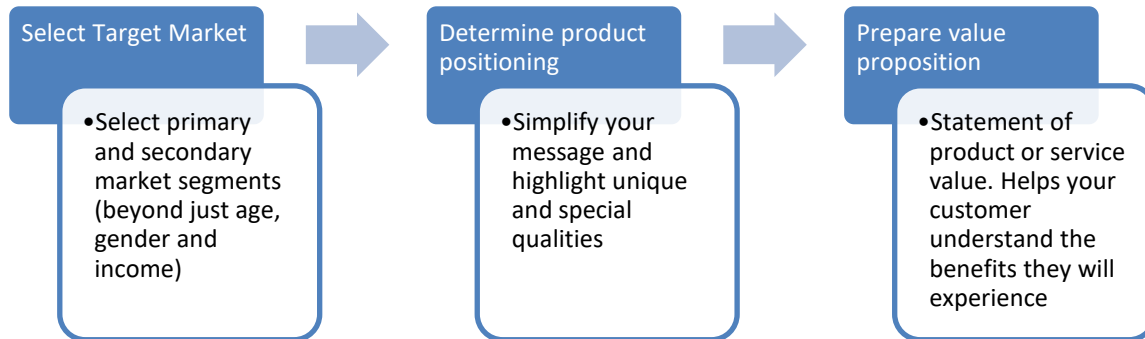 Select Target Market
•Select primary
and secondary
market segments
(beyond just age,
gender and
income)
Determine product
positioning
•Simplify your
message and
highlight unique
and special
qualities
Prepare value
proposition
•Statement of
product or service
value. Helps your
customer
understand the
benefits they will
experience